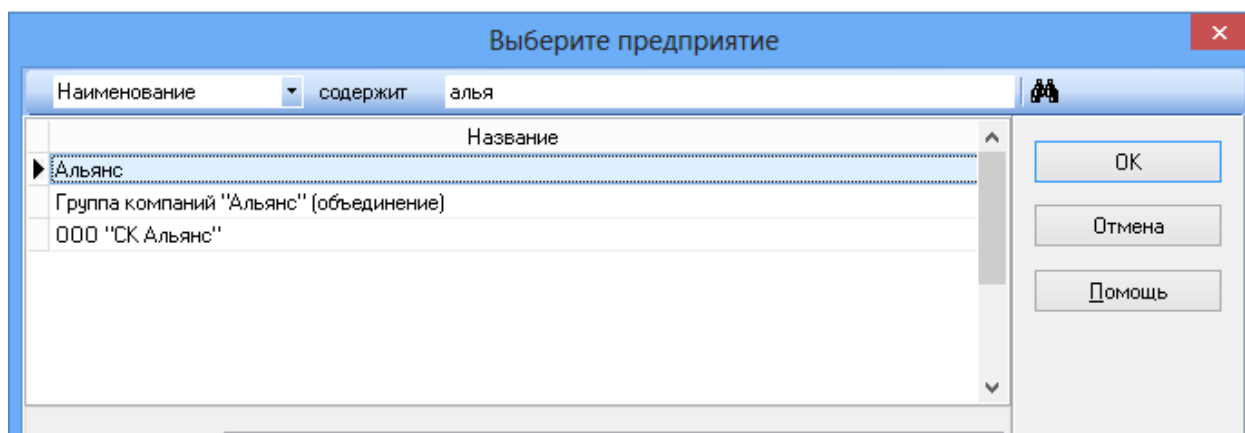 Выберите предприятие
Наименование содержит алья
Название
Альянс
Группа компаний "Альянс" (объединение)
ООО "СК Альянс"
OK
Отмена
Помощь